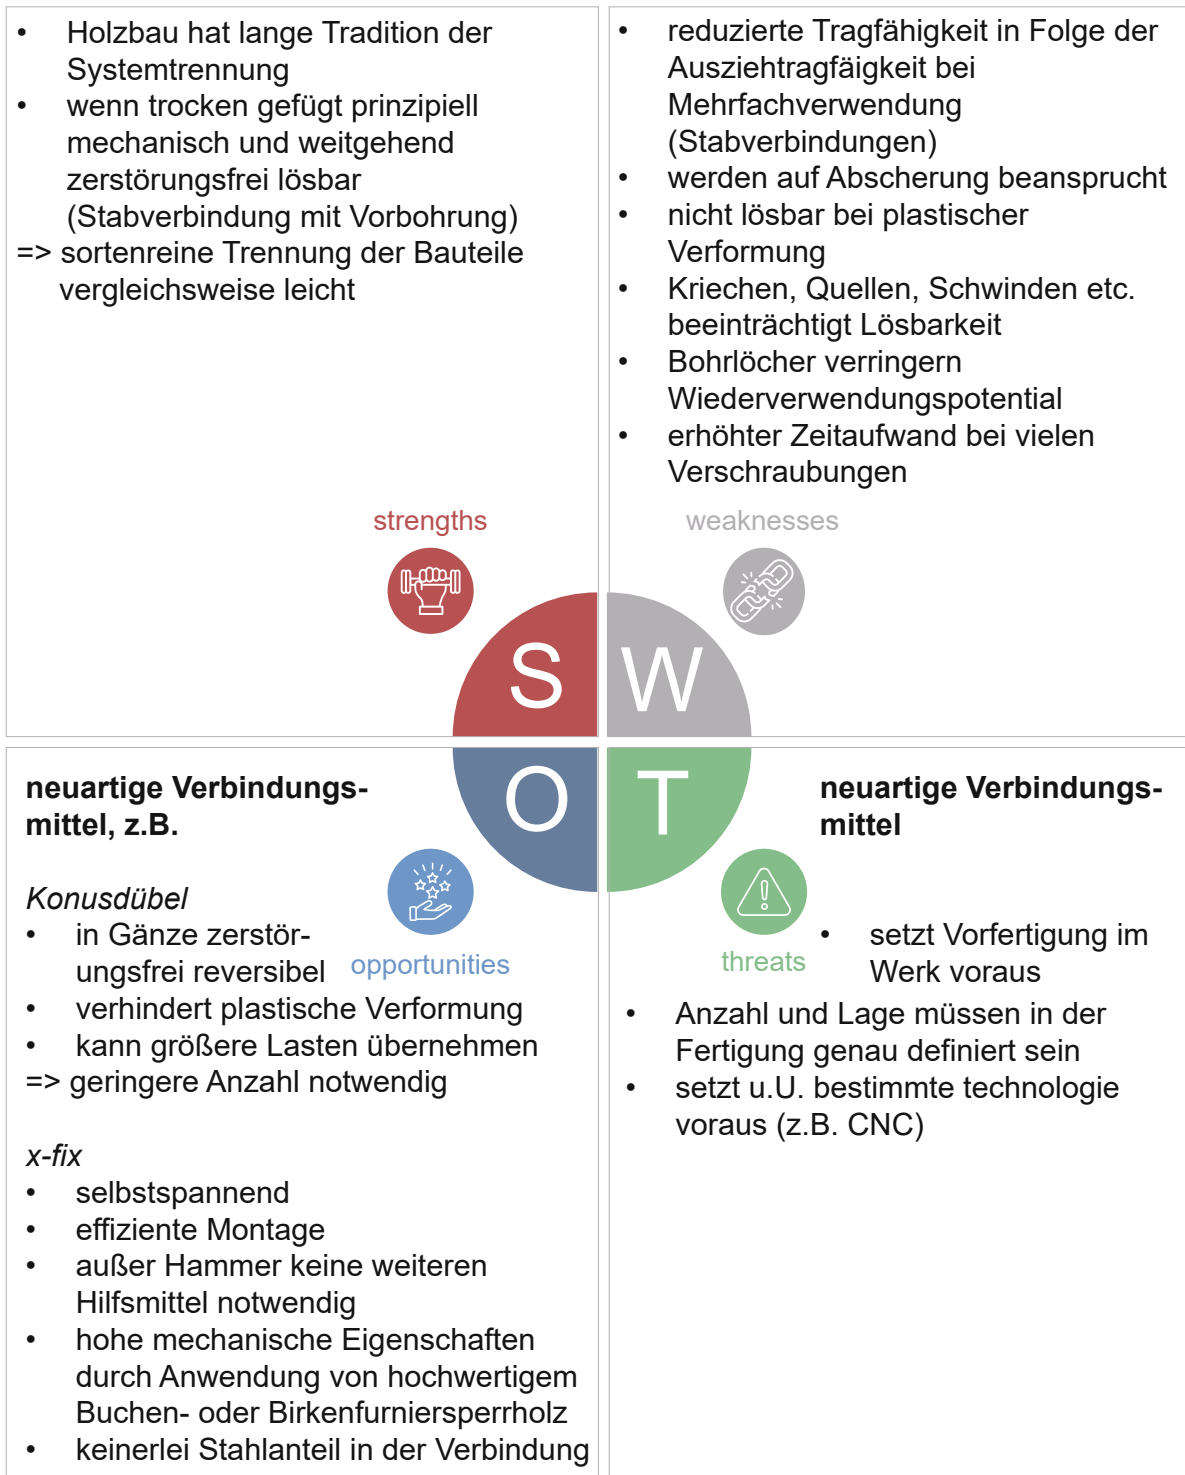 • Holzbau hat lange Tradition der
Systemtrennung
• wenn trocken gefügt prinzipiell
mechanisch und weitgehend
zerstörungsfrei lösbar
(Stabverbindung mit Vorbohrung)
=> sortenreine Trennung der Bauteile
vergleichsweise leicht
strengths
S
• reduzierte Tragfähigkeit in Folge der
Ausziehtragfäigkeit bei
Mehrfachverwendung
(Stabverbindungen)
• werden auf Abscherung beansprucht
• nicht lösbar bei plastischer
Verformung
• Kriechen, Quellen, Schwinden etc.
beeinträchtigt Lösbarkeit
• Bohrlöcher verringern
Wiederverwendungspotential
• erhöhter Zeitaufwand bei vielen
Verschraubungen
weaknesses
W
O
neuartige Verbindungs-
mittel, z.B.
Konusdübel
• in Gänze zerstör-
ungsfrei reversibel
opportunities
• verhindert plastische Verformung
• kann größere Lasten übernehmen
=> geringere Anzahl notwendig
x-fix
• selbstspannend
• effiziente Montage
• außer Hammer keine weiteren
Hilfsmittel notwendig
• hohe mechanische Eigenschaften
durch Anwendung von hochwertigem
Buchen- oder Birkenfurniersperrholz
• keinerlei Stahlanteil in der Verbindung
T
neuartige Verbindungs-
mittel
threats
• setzt Vorfertigung im
Werk voraus
• Anzahl und Lage müssen in der
Fertigung genau definiert sein
• setzt u.U. bestimmte technologie
voraus (z.B. CNC)